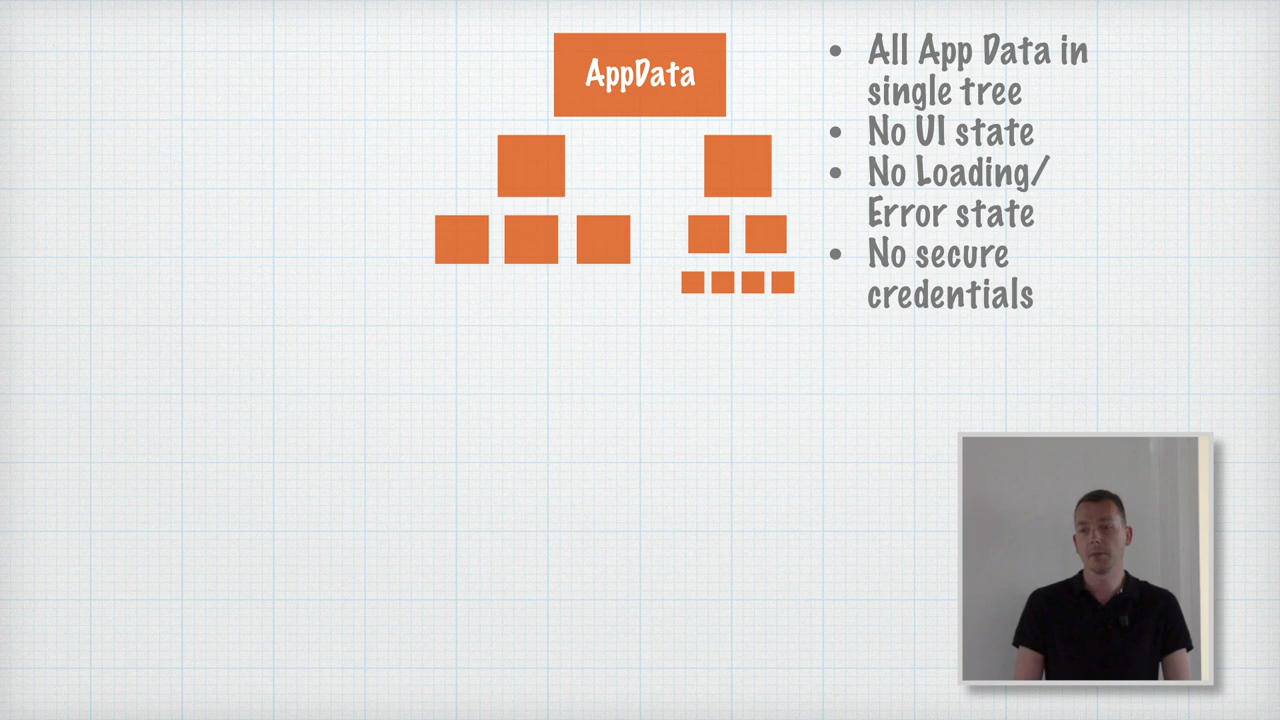 AppData
• All App Data in
single tree
• No UI state
• No Loading/
Error state
• No secure
credentials